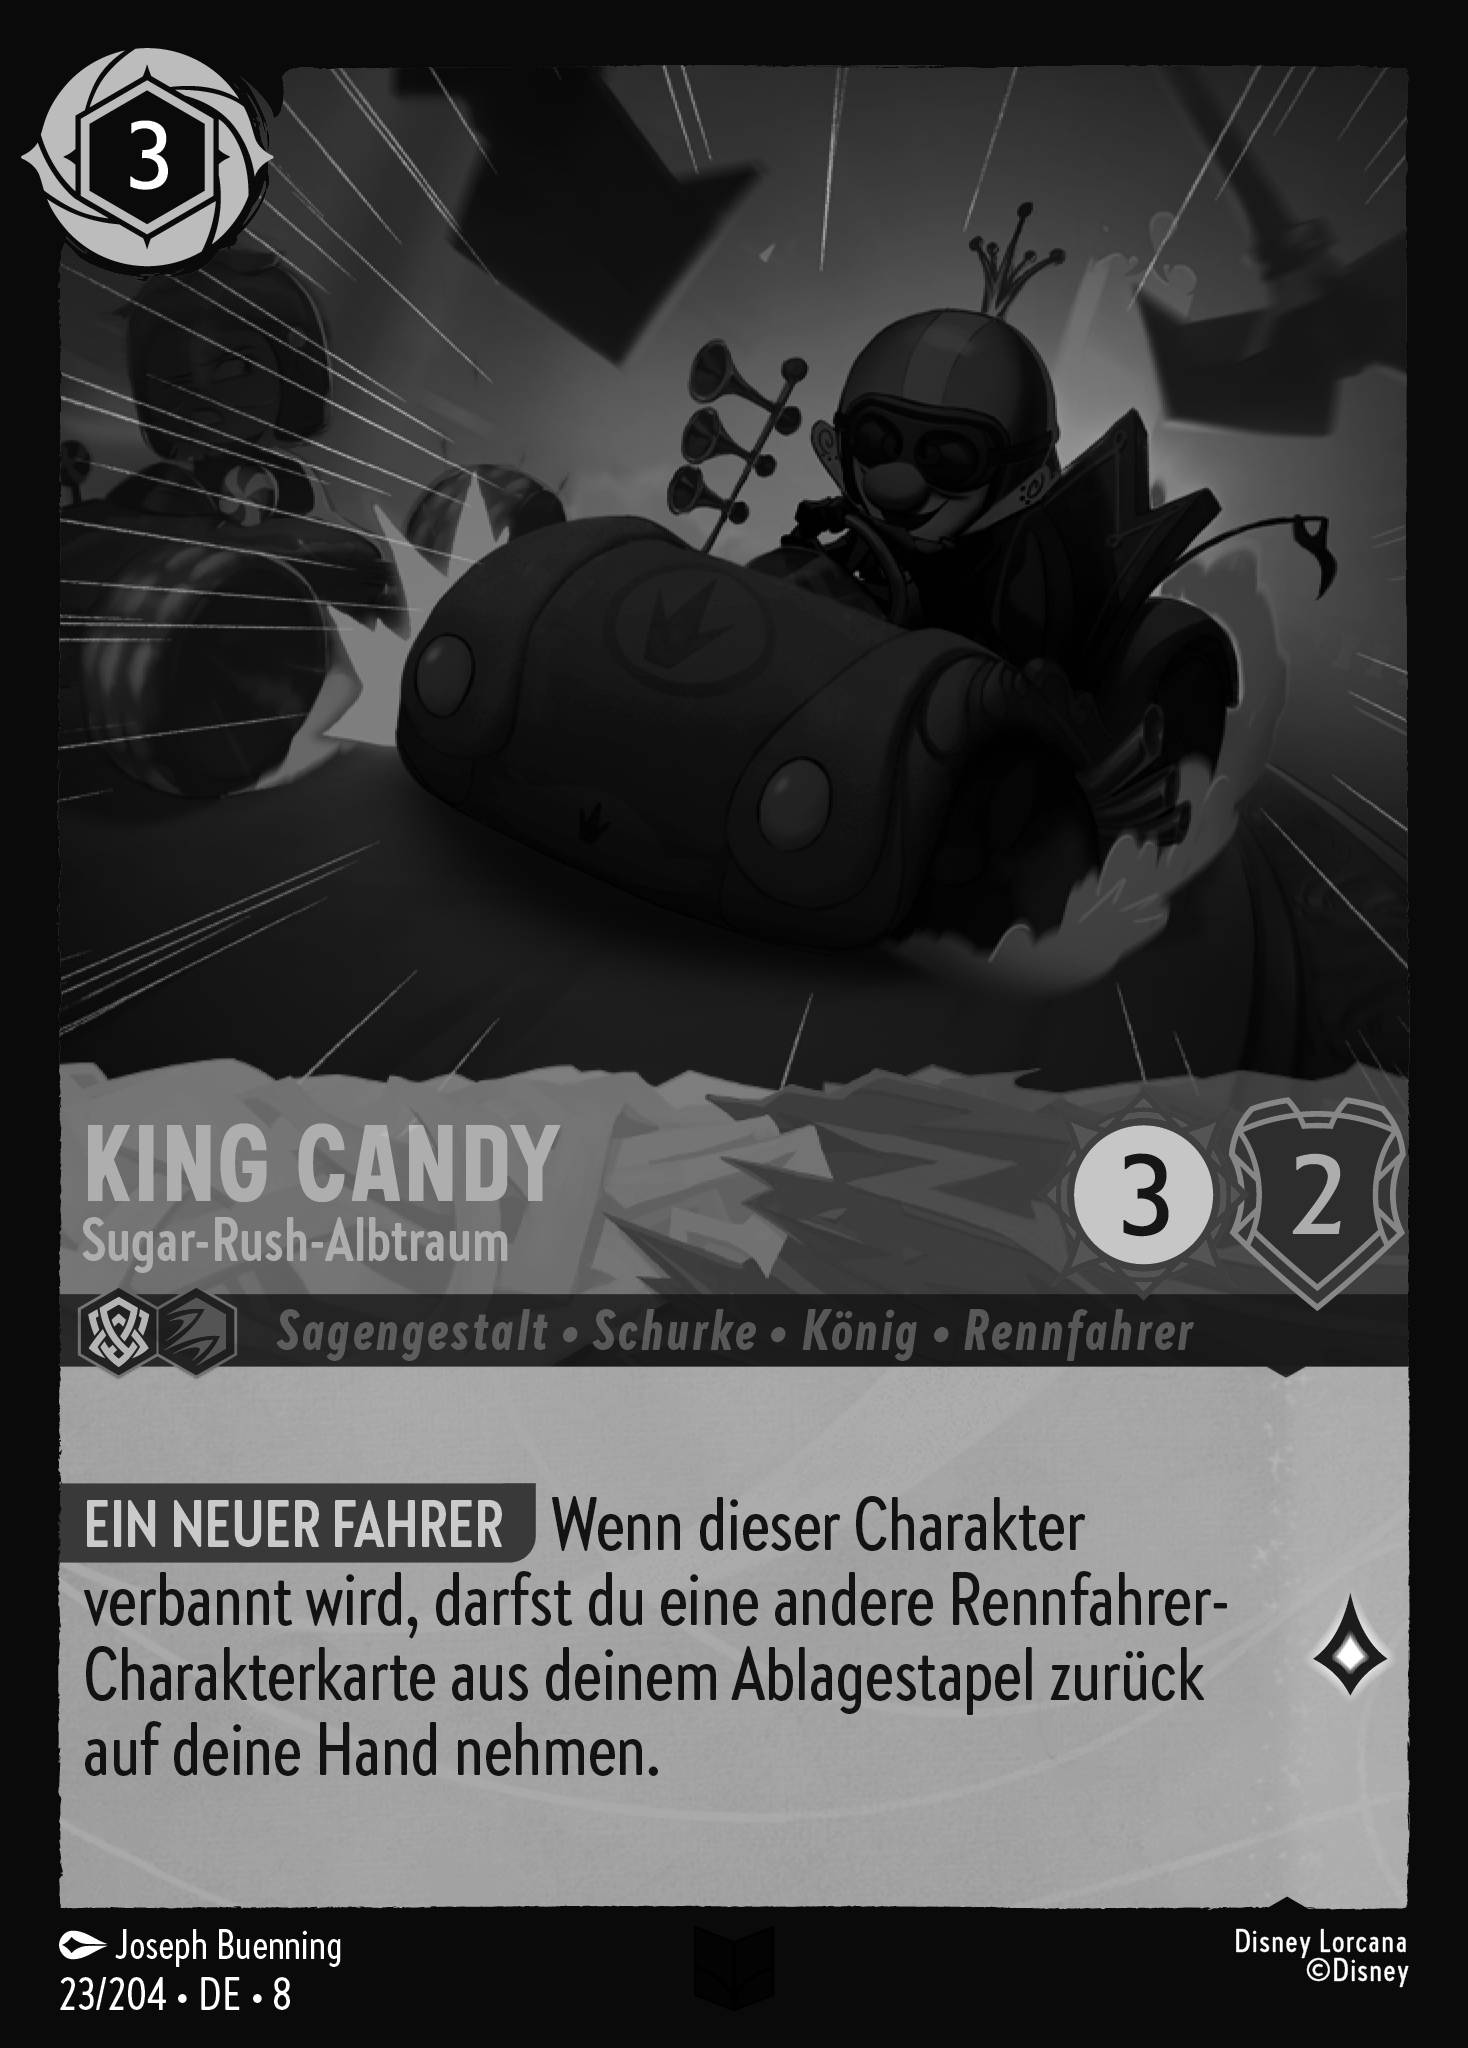 3
KING CANDY
Sugar-Rush-Albtraum
3
2
Sagengestalt • Schurke • König • Rennfahrer
EIN NEUER FAHRER Wenn dieser Charakter
verbannt wird, darfst du eine andere Rennfahrer-
Charakterkarte aus deinem Ablagestapel zurück
auf deine Hand nehmen.
Joseph Buenning
23/204 • DE • 8
Disney Lorcana
©Disney